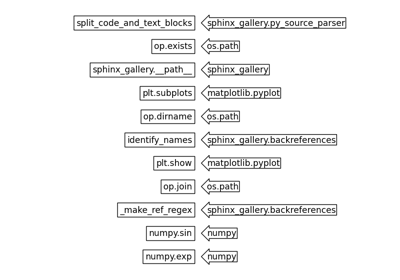 split_code_and_text_blocks sphinx_gallery.py_source_parser
op.exists os.path
sphinx_gallery.__path__ sphinx_gallery
plt.subplots matplotlib.pyplot
op.dirname os.path
identify_names sphinx_gallery.backreferences
plt.show matplotlib.pyplot
op.join os.path
_make_ref_regex sphinx_gallery.backreferences
numpy.sin numpy
numpy.exp numpy